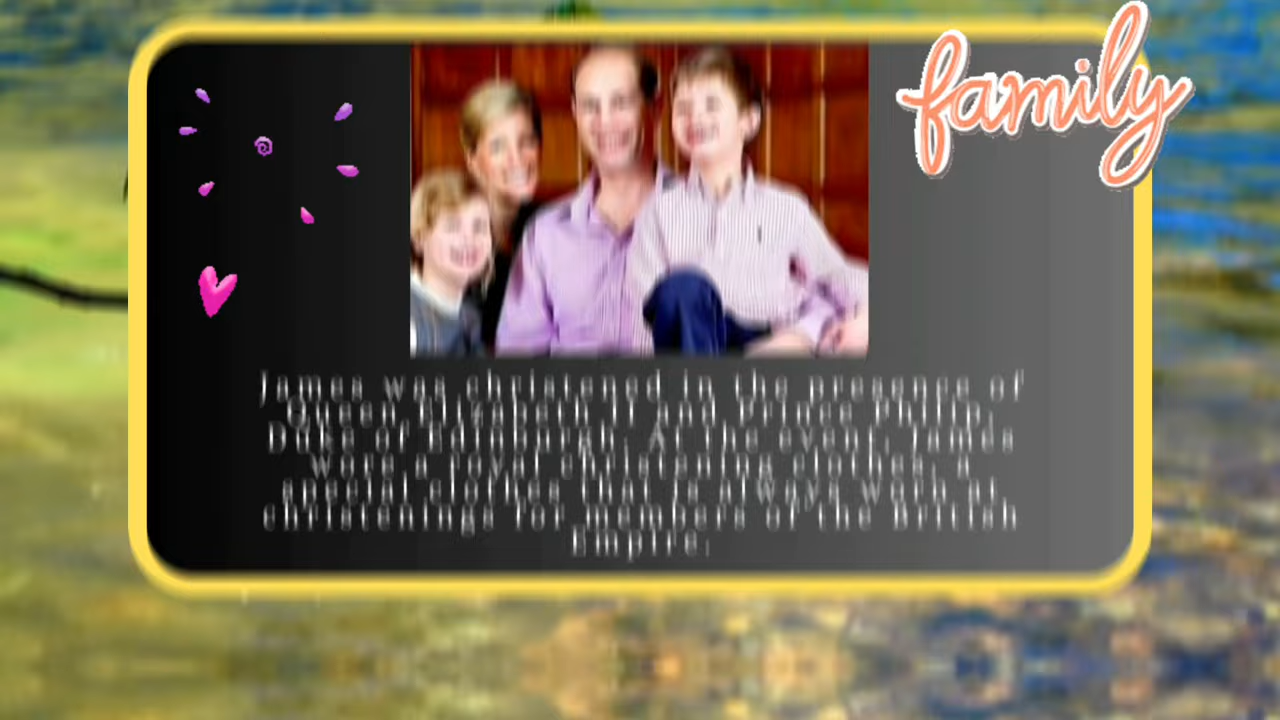 family
James was christened in the presence of
Queen Elizabeth II and Prince Philip,
Duke of Edinburgh. At the event, James
wore a royal christening clothes, a
special clothes that is always worn at
christenings for members of the British
Empire.